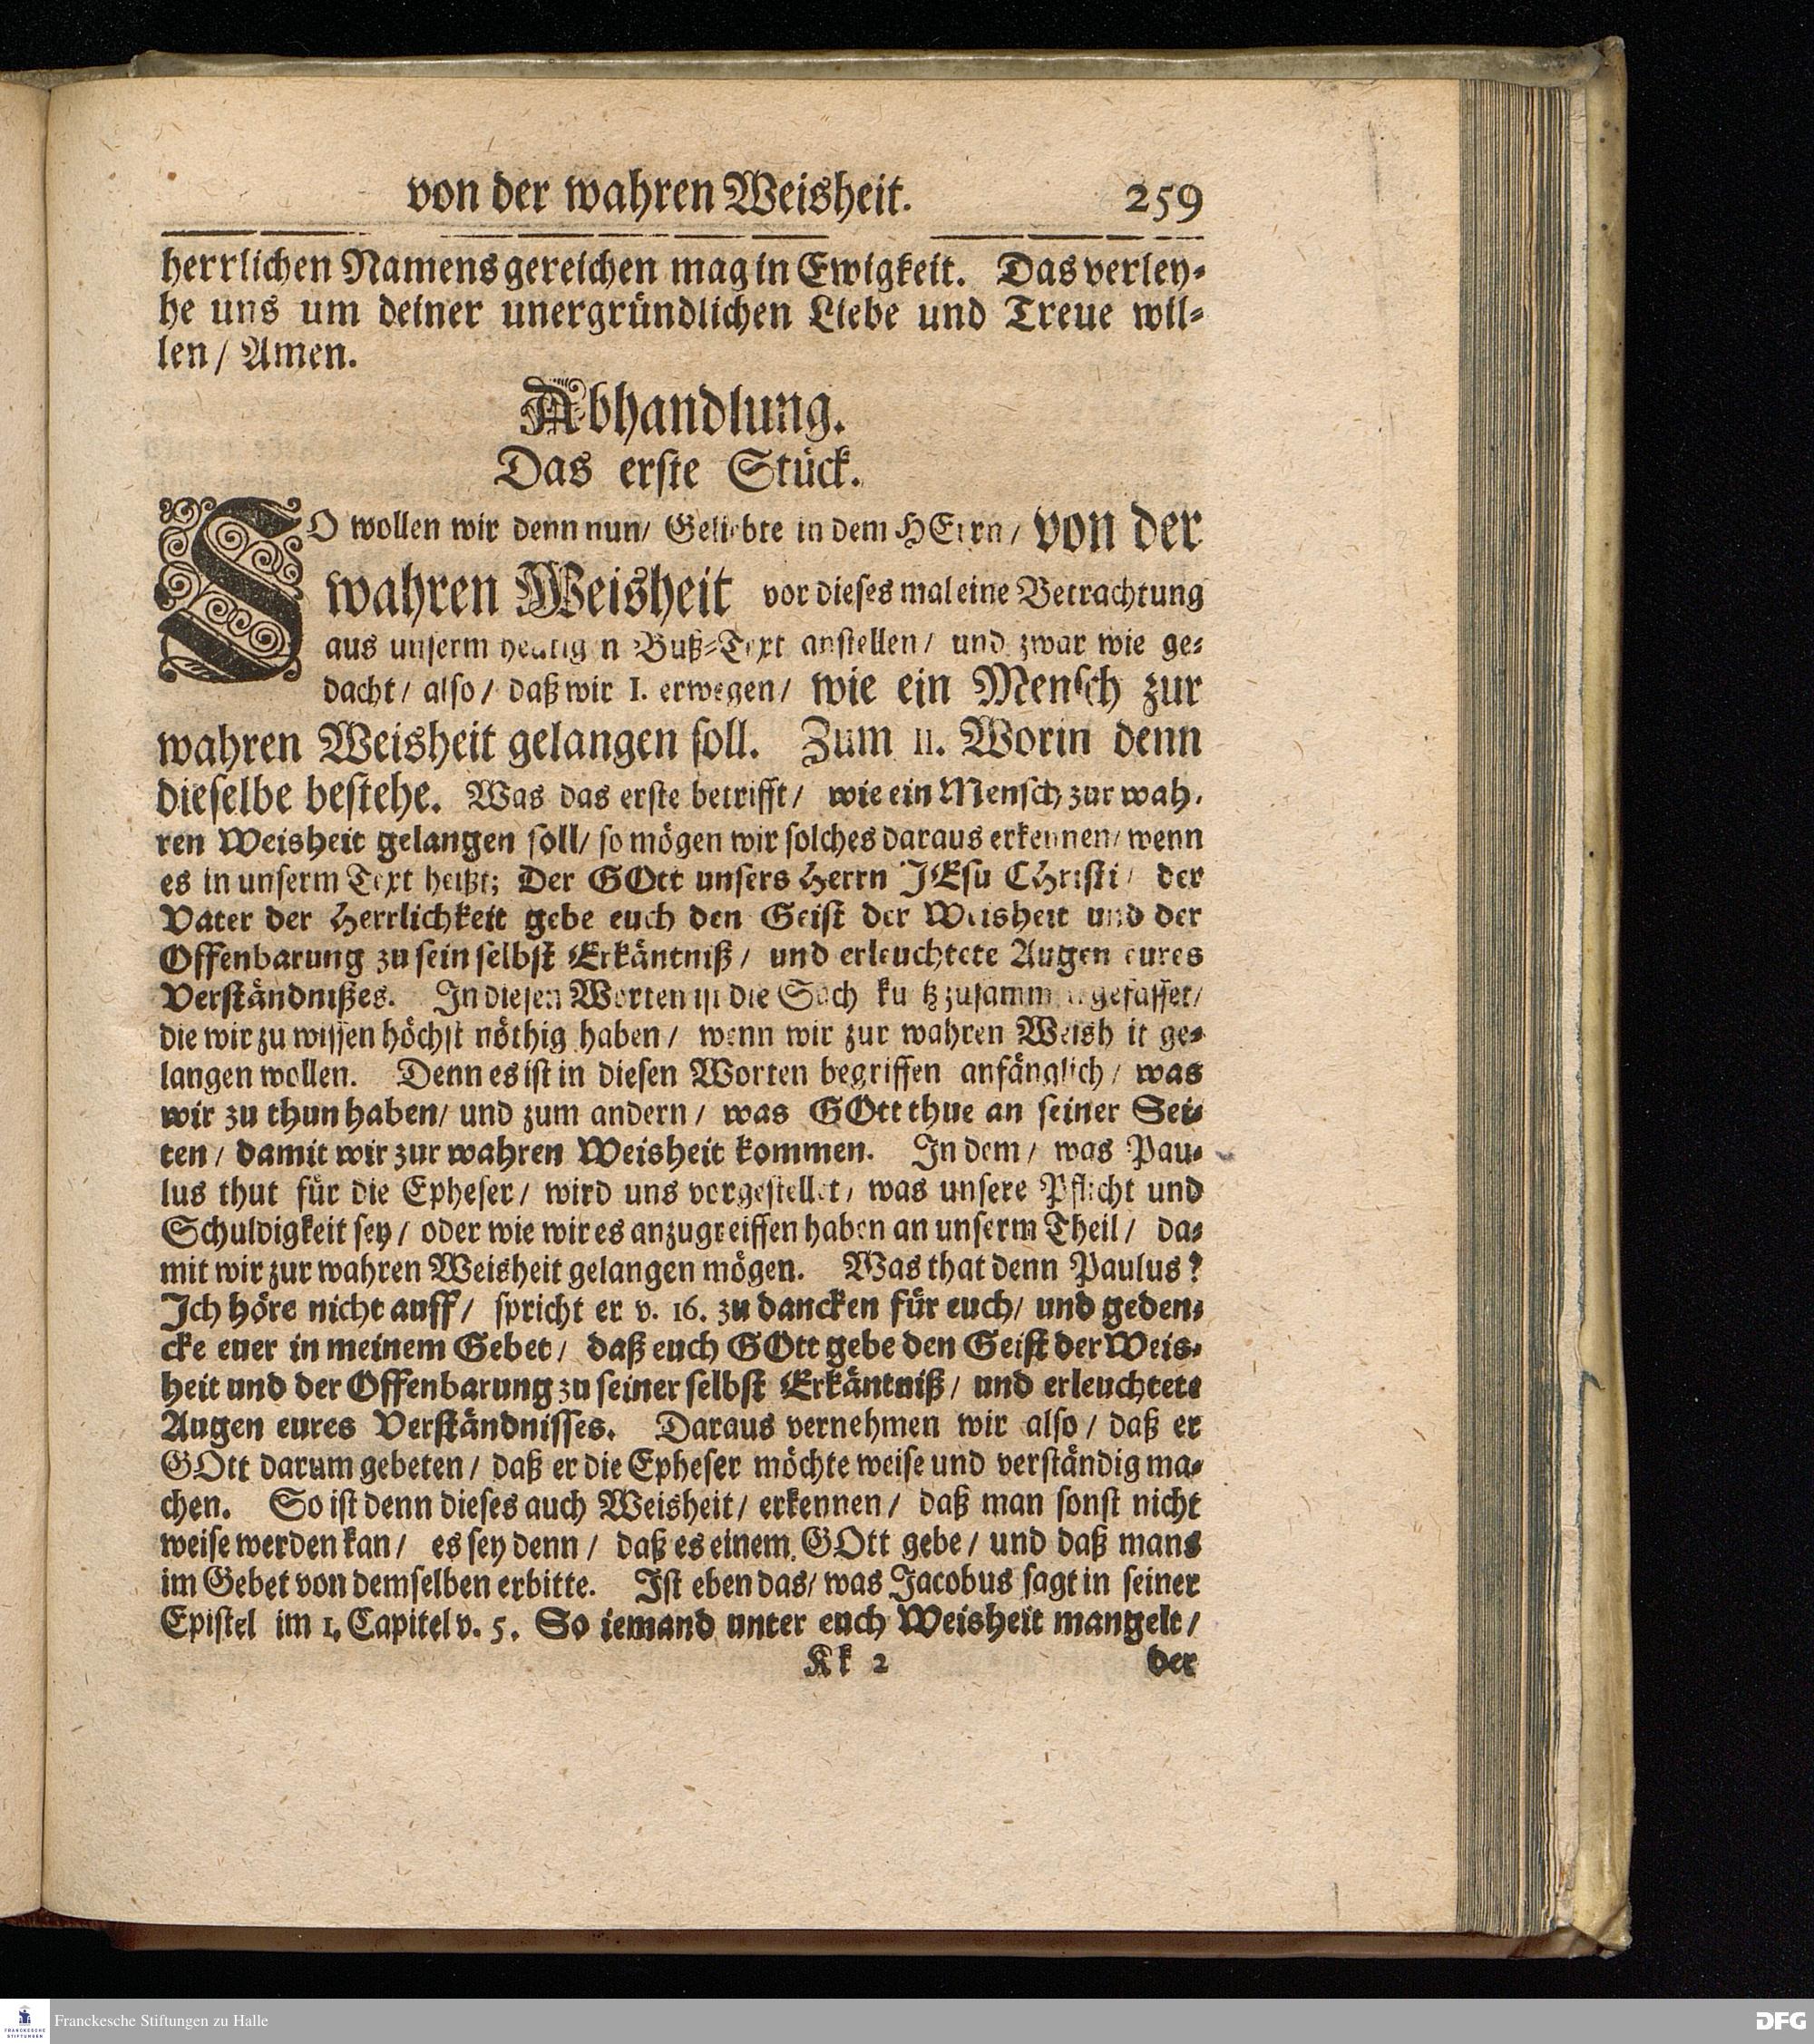 von der wahren Weisheit. 259
herrlichen Namens gereichen mag in Ewigkeit. Das verley-
he uns um deiner unergründlichen Liebe und Treue wil-
len/ Amen.
Abhandlung.
Das erste Stück.
SO wollen wir denn nun/ Geliebte in dem HErrn/ von der
wahren Weisheit vor dieses mal eine Betrachtung
aus unserm heutigen Buß-Text anstellen/ und zwar wie ge-
dacht/ also/ daß wir I. erwegen/ wie ein Mensch zur
wahren Weisheit gelangen soll. Zum II. Worin denn
dieselbe bestehe. Was das erste betrifft/ wie ein Mensch zur wah-
ren Weisheit gelangen soll/ so mögen wir solches daraus erkennen/ wenn
es in unserm Text heißt; Der GOtt unsers Herrn JEsu CHristi/ der
Vater der Herrlichkeit gebe euch den Geist der Weisheit und der
Offenbarung zu sein selbst Erkäntniß/ und erleuchtete Augen eures
Verständnißes. In diesen Worten ist die Sach kurtz zusammen gefasset/
die wir zu wissen höchst nöthig haben/ wenn wir zur wahren Weisheit ge-
langen wollen. Denn es ist in diesen Worten begriffen anfänglich/ was
wir zu thun haben/ und zum andern/ was GOtt thue an seiner Sei-
ten/ damit wir zur wahren Weisheit kommen. In dem/ was Pau-
lus thut für die Epheser/ wird uns vorgestellet/ was unsere Pflicht und
Schuldigkeit sey/ oder wie wir es anzugreiffen haben an unserm Theil/ da-
mit wir zur wahren Weisheit gelangen mögen. Was that denn Paulus?
Ich höre nicht auff/ spricht er v. 16. zu dancken für euch/ und geden-
cke euer in meinem Gebet/ daß euch GOtt gebe den Geist der Weis-
heit und der Offenbarung zu seiner selbst Erkäntniß/ und erleuchtete
Augen eures Verständnisses. Daraus vernehmen wir also/ daß er
GOtt darum gebeten/ daß er die Epheser möchte weise und verständig ma-
chen. So ist denn dieses auch Weisheit/ erkennen/ daß man sonst nicht
weise werden kan/ es sey denn/ daß es einem GOtt gebe/ und daß mans
im Gebet von demselben erbitte. Ist eben das/ was Jacobus sagt in seiner
Epistel im 1. Capitel v. 5. So iemand unter euch Weisheit mangelt/
Kk 2 der
FRANCKESCHE STIFTUNGEN
Franckesche Stiftungen zu Halle
DFG